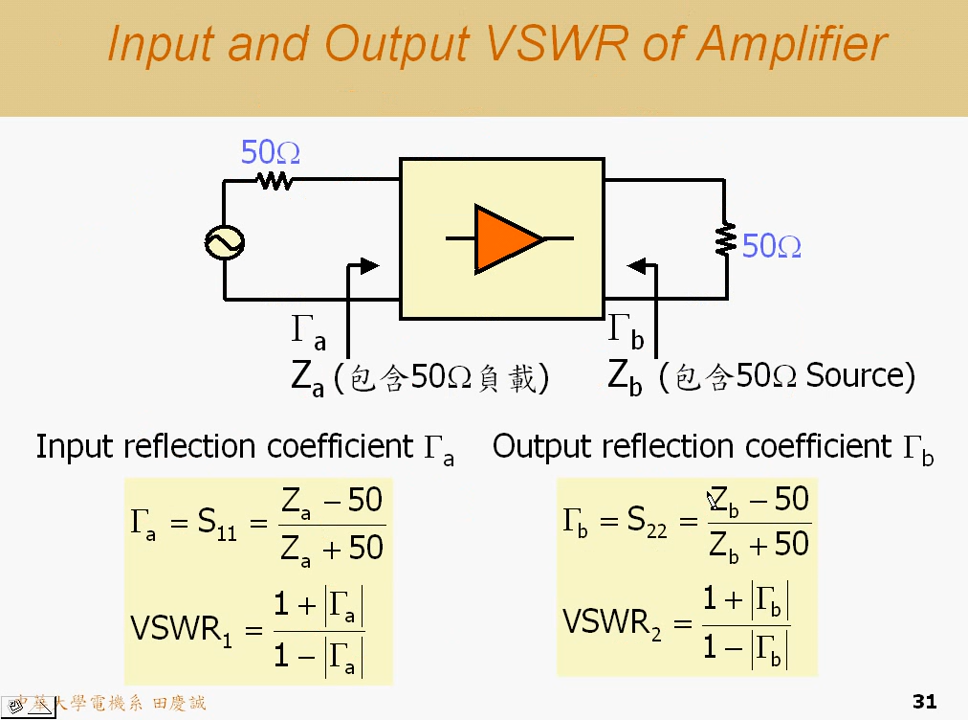 Input and Output VSWR of Amplifier
50Ω
50Ω
Γa
Za (包含50Ω負載)
Γb
Zb (包含50Ω Source)
Input reflection coefficient Γa
Γa = S11 = (Za − 50) / (Za + 50)
VSWR1 = (1 + |Γa|) / (1 − |Γa|)
Output reflection coefficient Γb
Γb = S22 = (Zb − 50) / (Zb + 50)
VSWR2 = (1 + |Γb|) / (1 − |Γb|)
中華大學電機系 田慶誠
31